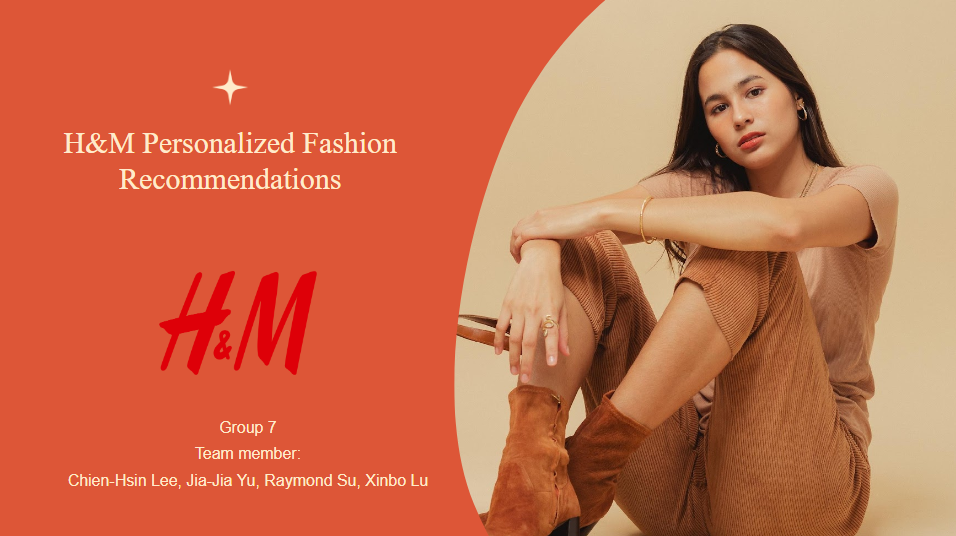 H&M Personalized Fashion
Recommendations
H&M
Group 7
Team member:
Chien-Hsin Lee, Jia-Jia Yu, Raymond Su, Xinbo Lu